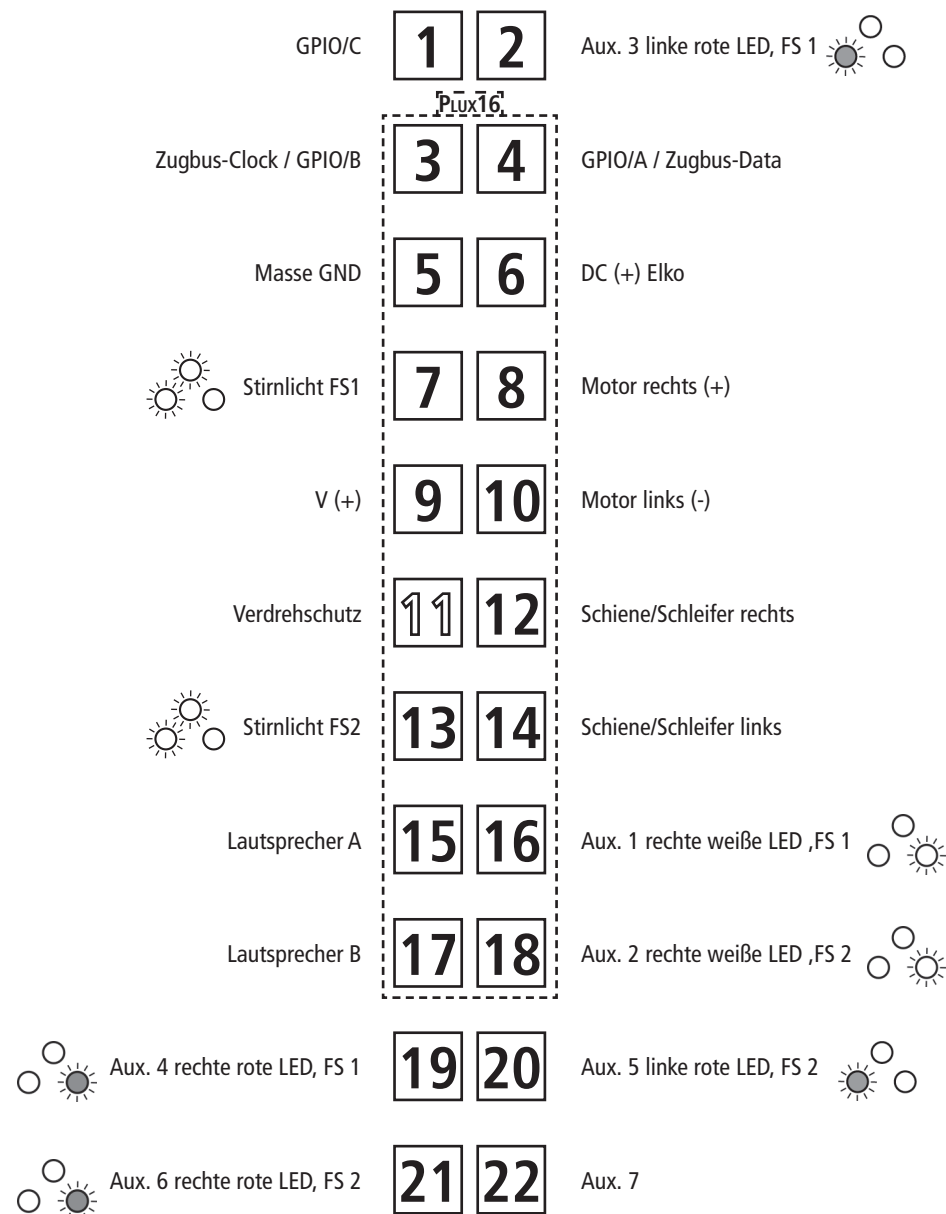 GPIO/C 1 2 Aux. 3 linke rote LED, FS 1
PLUX16
Zugbus-Clock / GPIO/B 3 4 GPIO/A / Zugbus-Data
Masse GND 5 6 DC (+) Elko
Stirnlicht FS1 7 8 Motor rechts (+)
V (+) 9 10 Motor links (-)
Verdrehschutz 11 12 Schiene/Schleifer rechts
Stirnlicht FS2 13 14 Schiene/Schleifer links
Lautsprecher A 15 16 Aux. 1 rechte weiße LED ,FS 1
Lautsprecher B 17 18 Aux. 2 rechte weiße LED ,FS 2
Aux. 4 rechte rote LED, FS 1 19 20 Aux. 5 linke rote LED, FS 2
Aux. 6 rechte rote LED, FS 2 21 22 Aux. 7